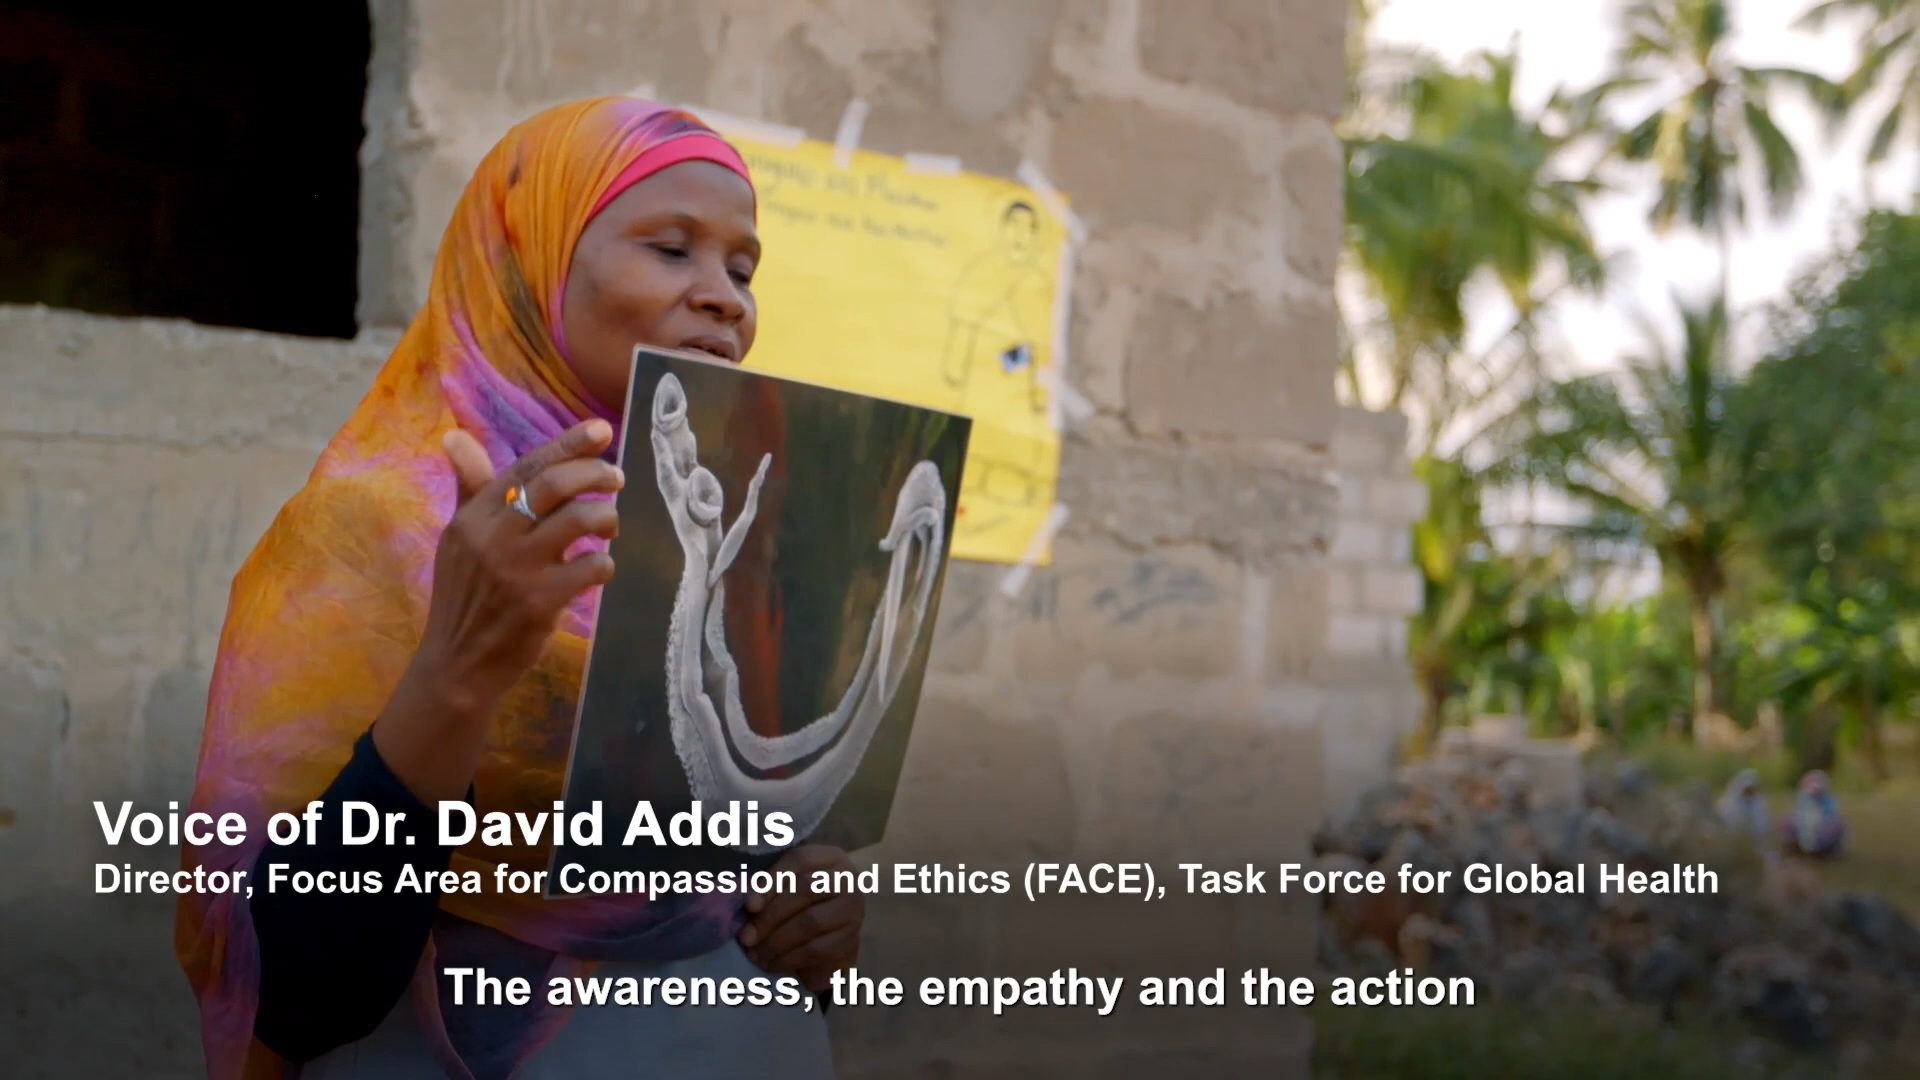 Voice of Dr. David Addis
Director, Focus Area for Compassion and Ethics (FACE), Task Force for Global Health
The awareness, the empathy and the action